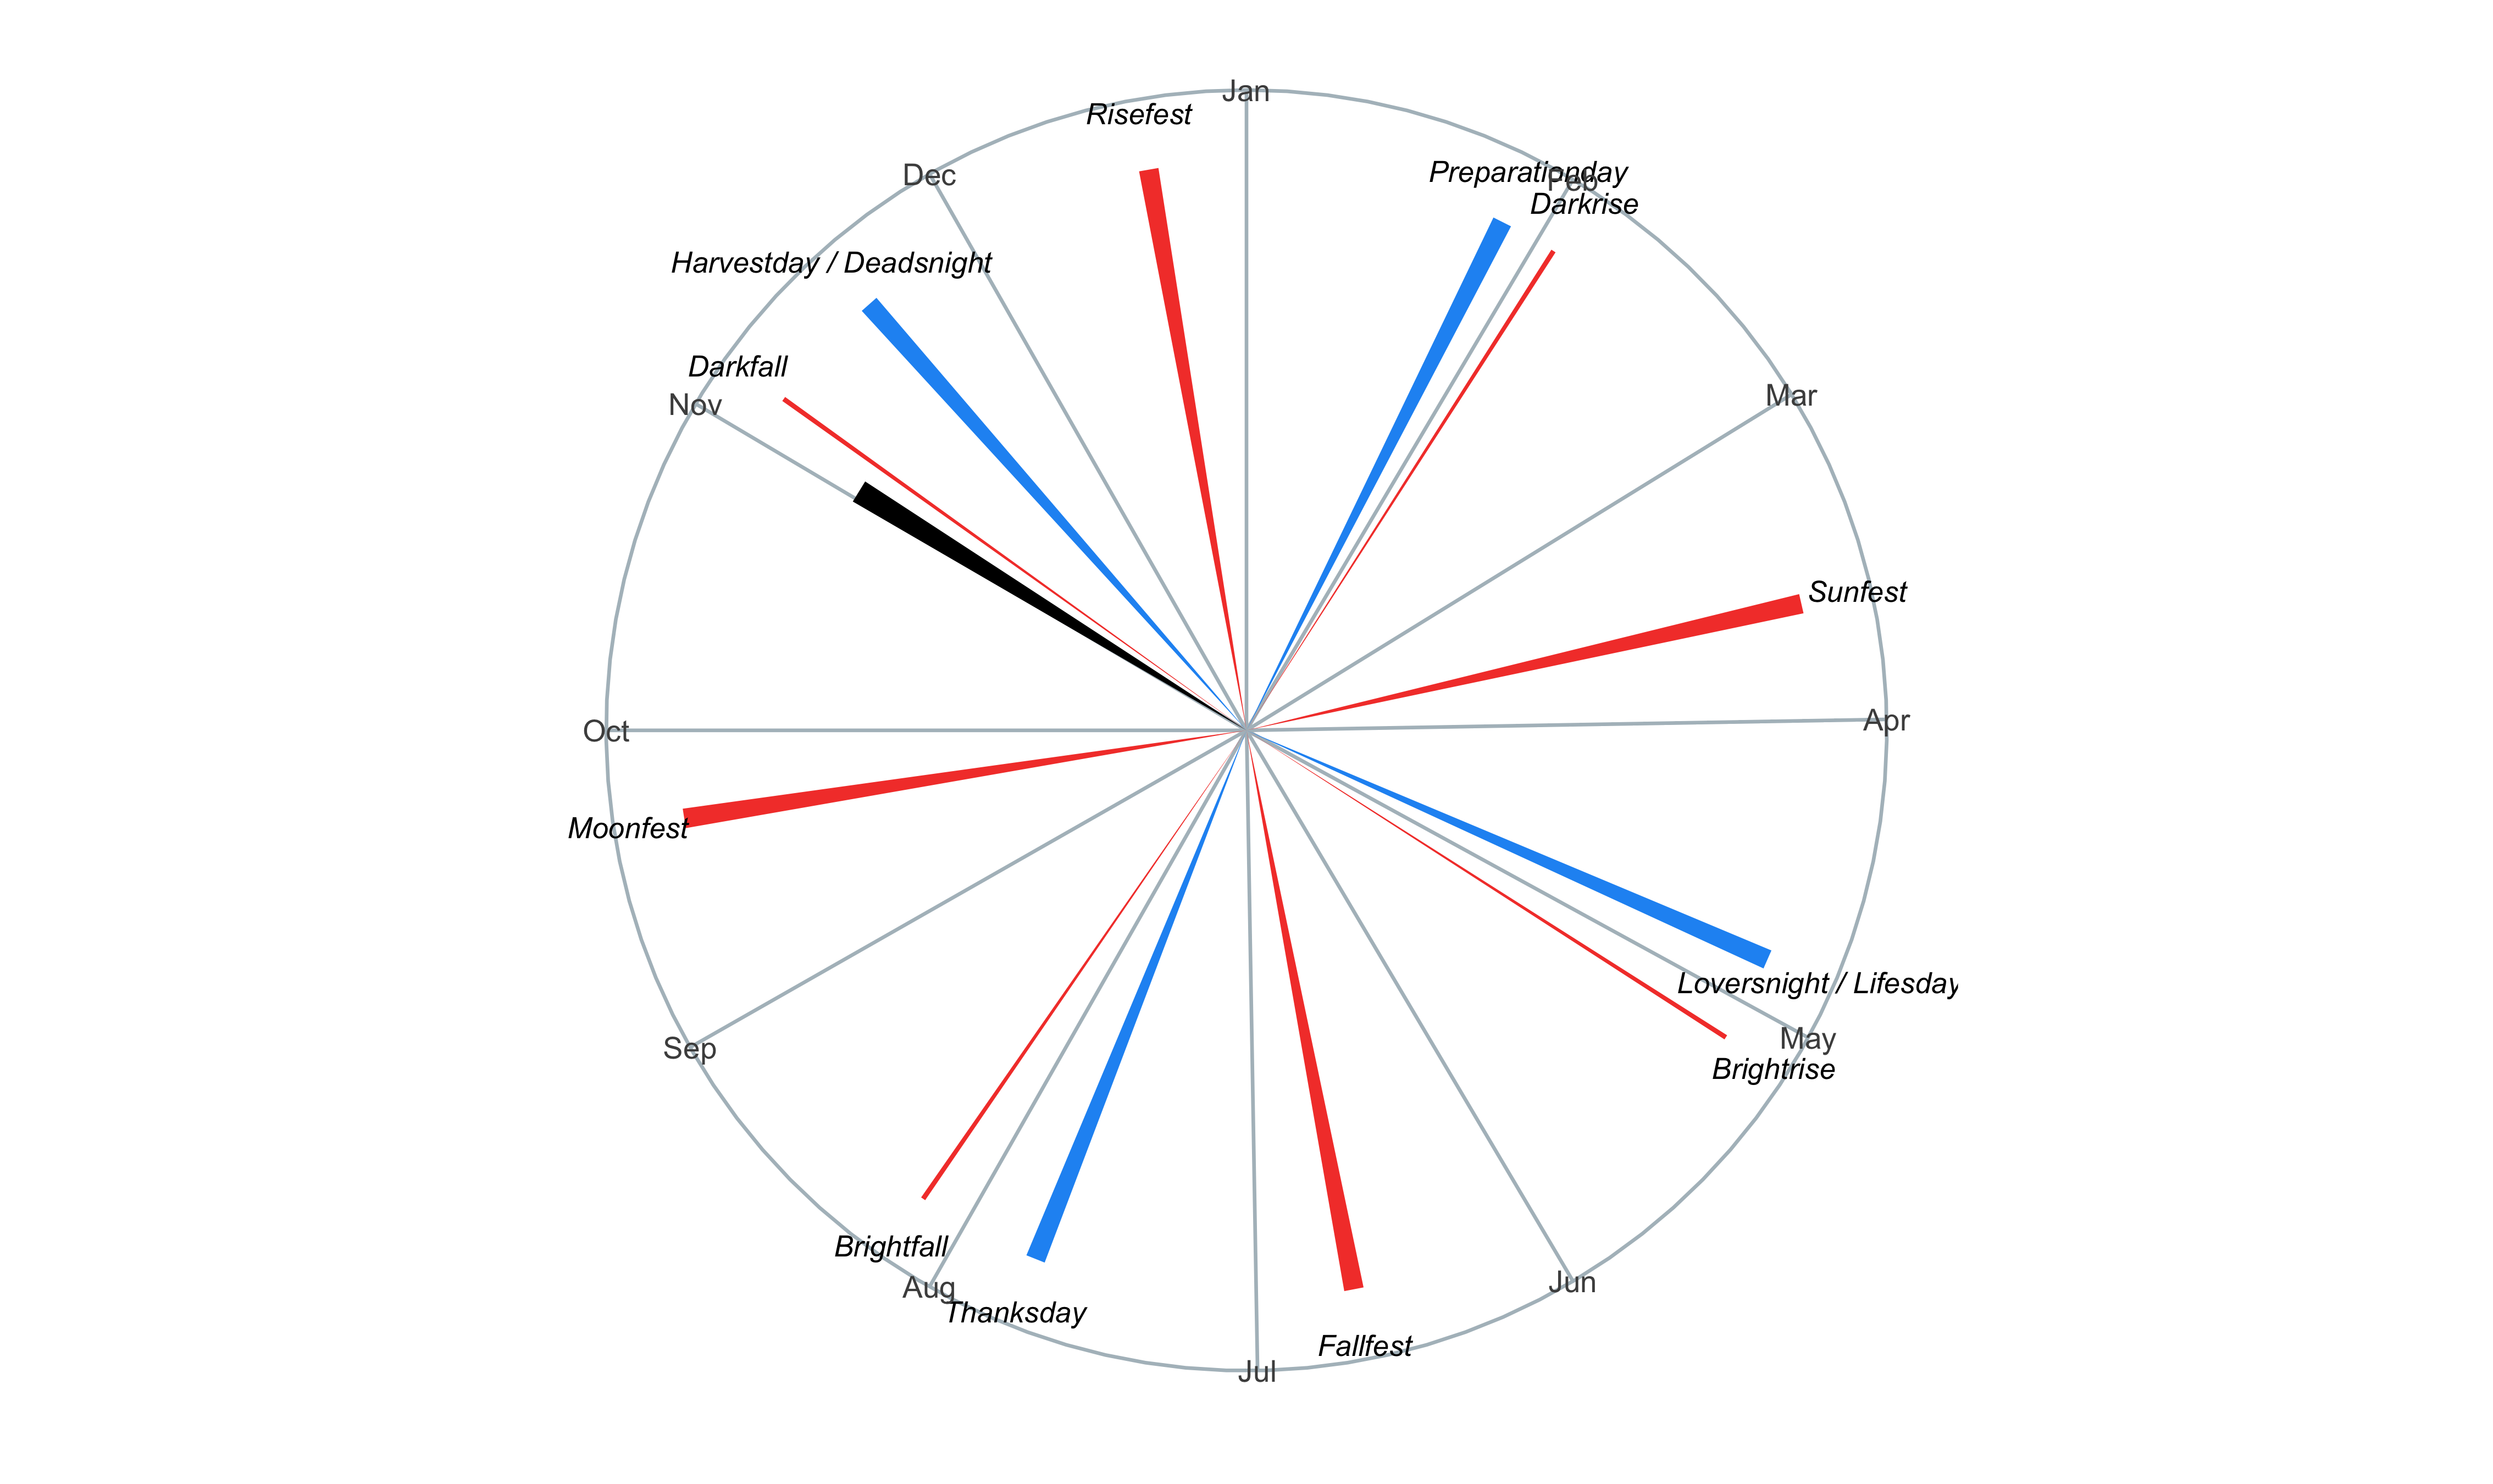 Jan
Risefest
Preparationday
Feb
Dec
Darkrise
Harvestday / Deadsnight
Darkfall
Mar
Nov
Sunfest
Apr
Oct
Moonfest
Loversnight / Lifesday
May
Sep
Brightrise
Brightfall
Jun
Aug
Thanksday
Fallfest
Jul